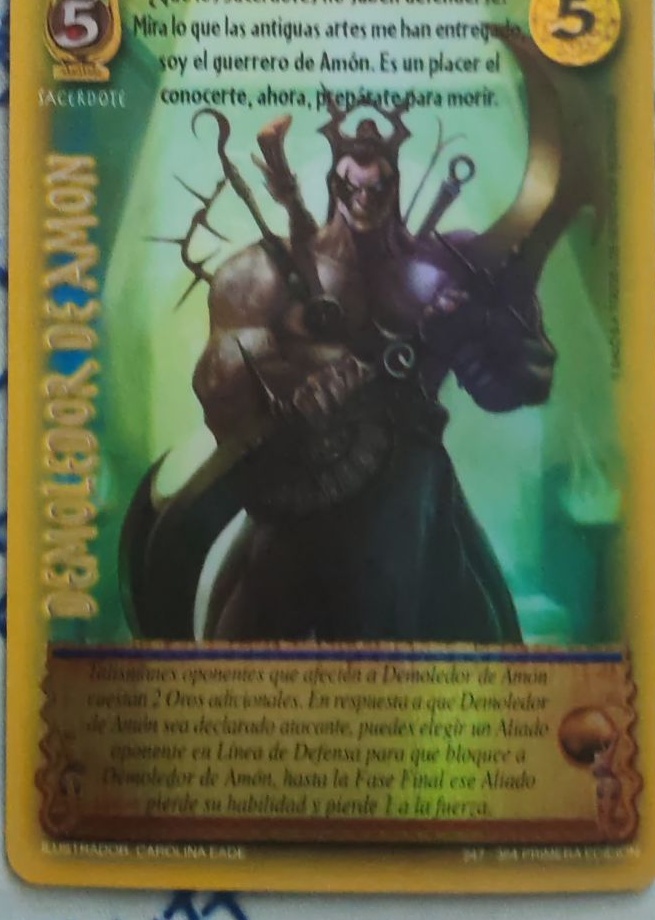 5
5
Mira lo que las antiguas artes me han entregado,
soy el guerrero de Amón. Es un placer el
SACERDOTE
conocerte, ahora, prepárate para morir.
DEMOLEDOR DE AMON
Talismanes oponentes que afecten a Demoledor de Amón
cuestan 2 Oros adicionales. En respuesta a que Demoledor
de Amón sea declarado atacante, puedes elegir un Aliado
oponente en Línea de Defensa para que bloquee a
Demoledor de Amón, hasta la Fase Final ese Aliado
pierde su habilidad y pierde 1 a la fuerza.
ILUSTRADOR: CAROLINA EADE
247 - 364 PRIMERA EDICIÓN